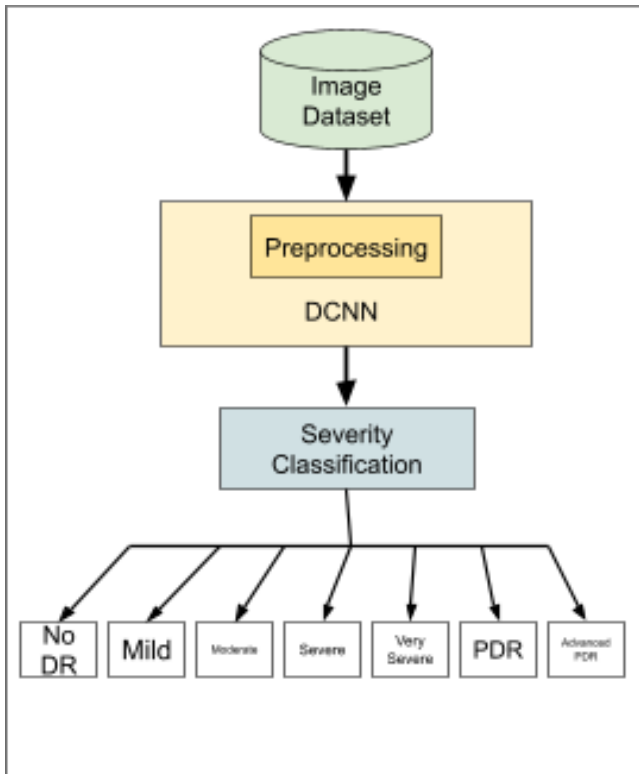 Image
Dataset
Preprocessing
DCNN
Severity
Classification
No
DR
Mild
Moderate
Severe
Very
Severe
PDR
Advanced
PDR